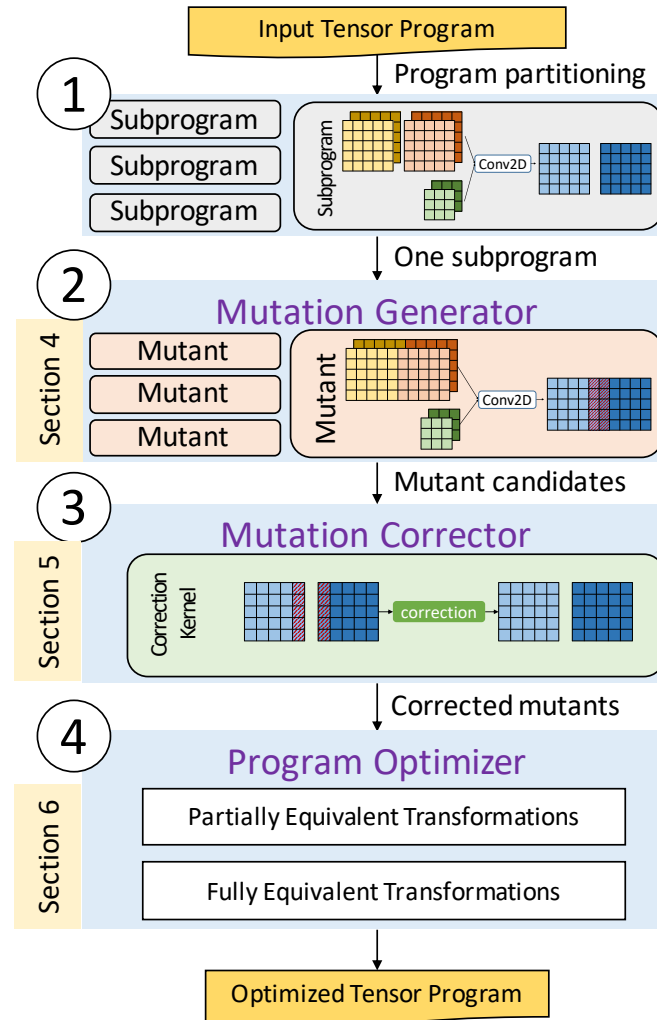 Input Tensor Program
Program partitioning
1
Subprogram
Subprogram
Subprogram
Subprogram
Conv2D
One subprogram
2
Mutation Generator
Section 4
Mutant
Mutant
Mutant
Mutant
Conv2D
Mutant candidates
3
Mutation Corrector
Section 5
Correction
Kernel
correction
Corrected mutants
4
Program Optimizer
Section 6
Partially Equivalent Transformations
Fully Equivalent Transformations
Optimized Tensor Program